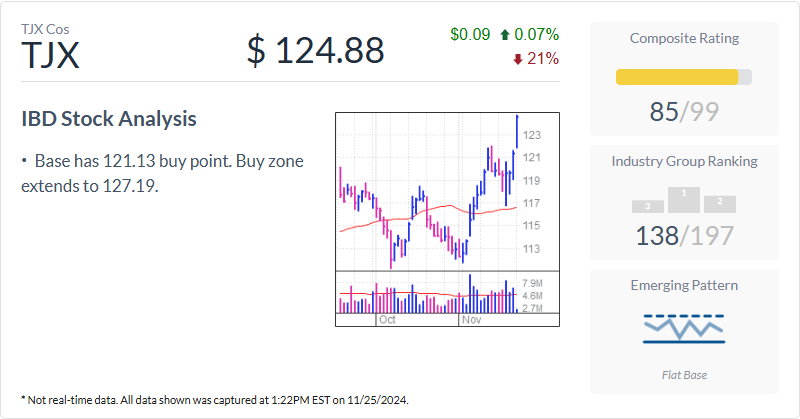 TJX Cos
TJX
$ 124.88
$0.09 0.07%
21%
IBD Stock Analysis
• Base has 121.13 buy point. Buy zone
extends to 127.19.
123
121
119
117
115
113
7.9M
4.6M
2.7M
Oct
Nov
Composite Rating
85/99
Industry Group Ranking
3
1
2
138/197
Emerging Pattern
Flat Base
* Not real-time data. All data shown was captured at 1:22PM EST on 11/25/2024.